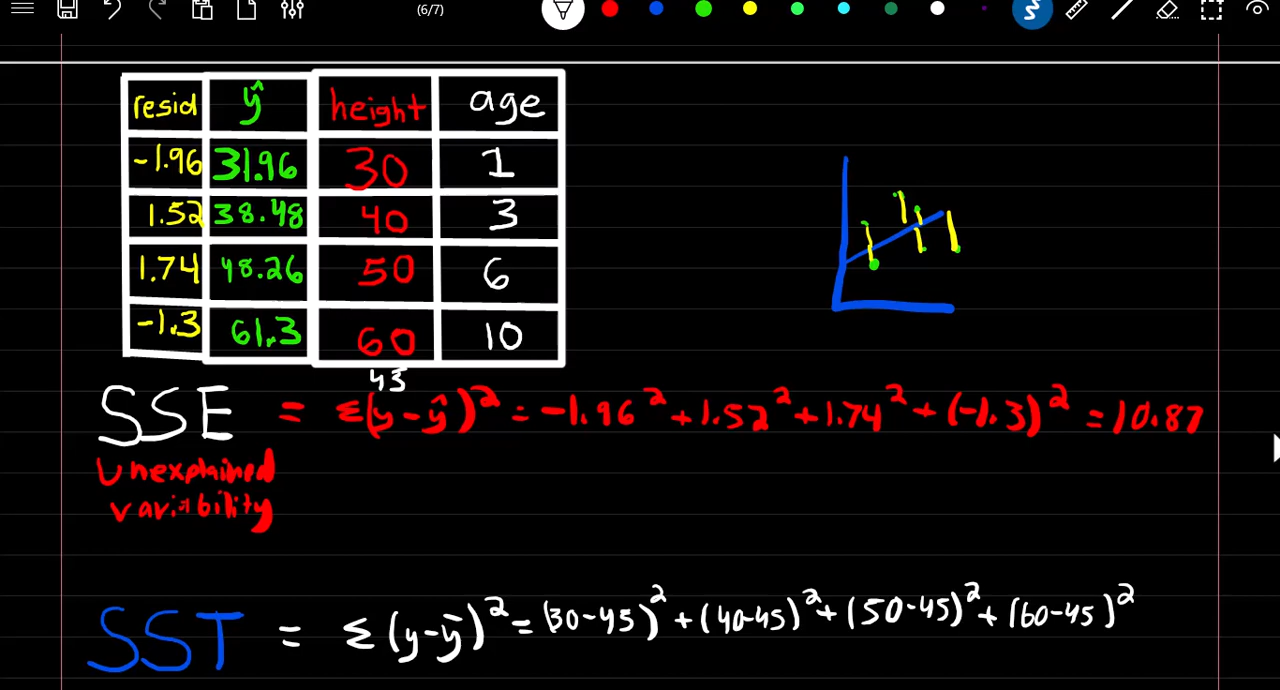 (6/7)
resid ŷ height age
-1.96 31.96 30 1
1.52 38.48 40 3
1.74 48.26 50 6
-1.3 61.3 60 10
45
SSE = Σ(y-ŷ)² = -1.96² + 1.52² + 1.74² + (-1.3)² = 10.87
Unexplained
variability
SST = Σ(y-ȳ)² = (30-45)² + (40-45)² + (50-45)² + (60-45)²